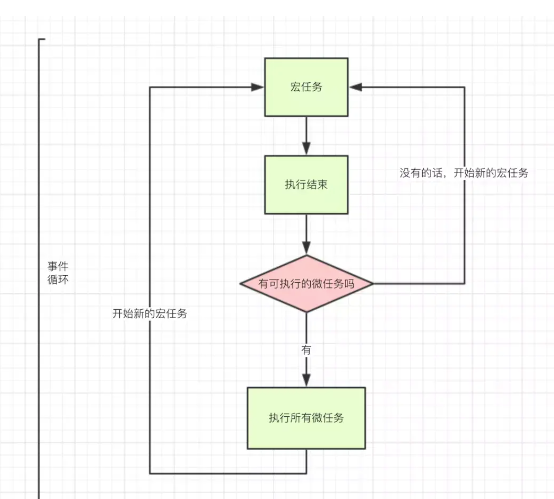 宏任务
没有的话，开始新的宏任务
执行结束
事件
循环
有可执行的微任务吗
开始新的宏任务
有
执行所有微任务